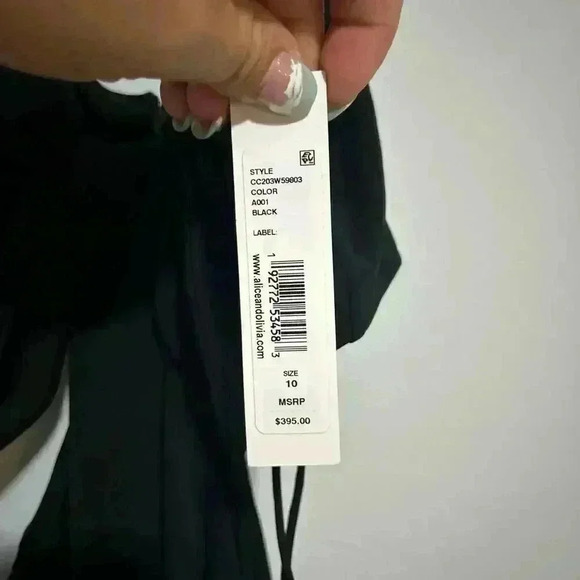 STYLE
CC203W59803
COLOR
A001
BLACK
LABEL:
www.aliceandolivia.com
1 92772 53458 3
SIZE
10
MSRP
$395.00